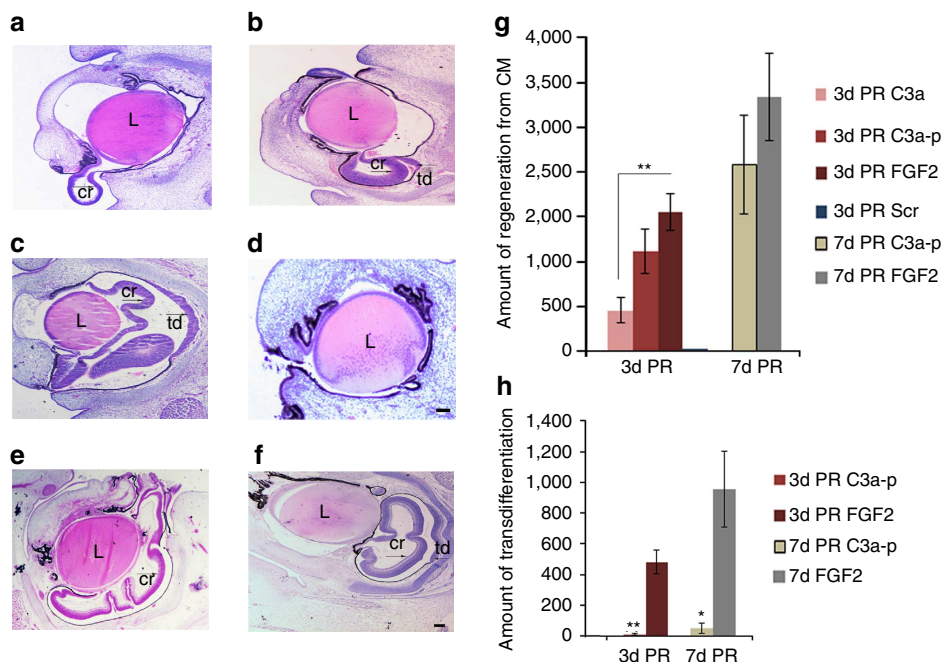 a
b
L
cr
L
cr
td
c
d
cr
L
td
L
e
f
L
cr
L
cr
td
g
Amount of regeneration from CM
4,000
3,500
3,000
2,500
2,000
1,000
500
0
**
3d PR
7d PR
3d PR C3a
3d PR C3a-p
3d PR FGF2
3d PR Scr
7d PR C3a-p
7d PR FGF2
h
Amount of transdifferentiation
1,400
1,200
1,000
800
600
400
200
0
**
*
3d PR
7d PR
3d PR C3a-p
3d PR FGF2
7d PR C3a-p
7d FGF2